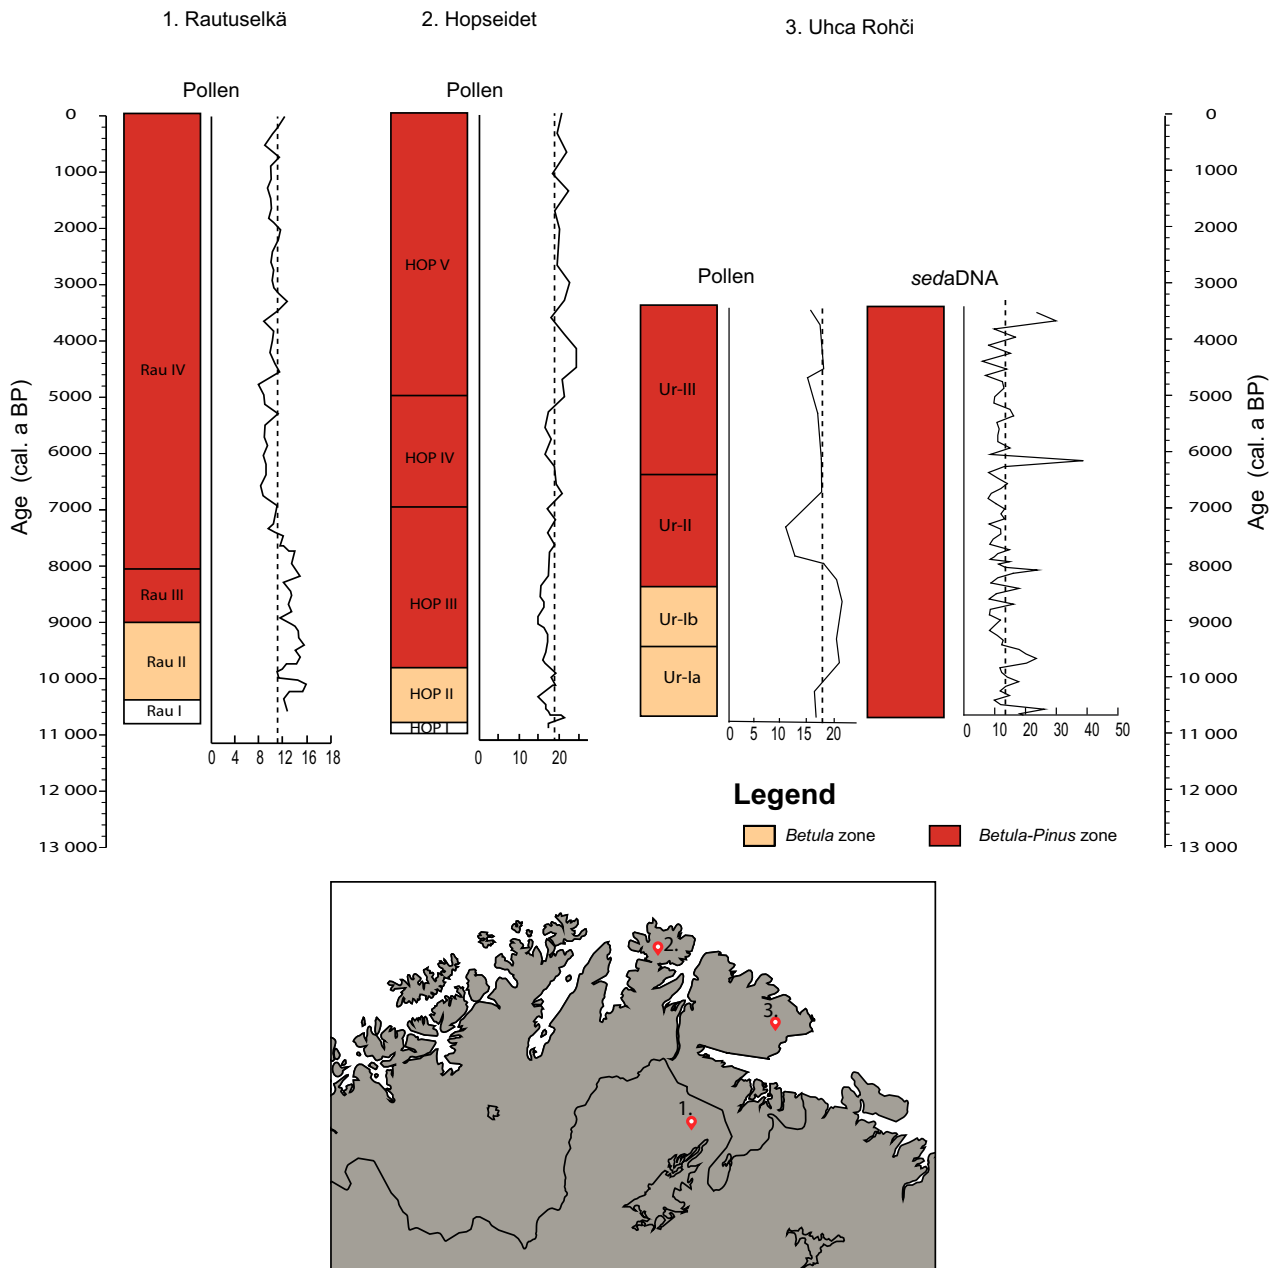 1. Rautuselkä
2. Hopseidet
3. Uhca Rohči
Pollen
Pollen
Pollen
sedaDNA
Age (cal. a BP)
0
1000
2000
3000
4000
5000
6000
7000
8000
9000
10 000
11 000
12 000
13 000
Rau IV
Rau III
Rau II
Rau I
0 4 8 12 16 18
HOP V
HOP IV
HOP III
HOP II
HOP I
0 10 20
Ur-III
Ur-II
Ur-Ib
Ur-Ia
0 5 10 15 20
0 10 20 30 40 50
0
1000
2000
3000
4000
5000
6000
7000
8000
9000
10 000
11 000
12 000
13 000
Age (cal. a BP)
Legend
Betula zone
Betula-Pinus zone
2.
3.
1.